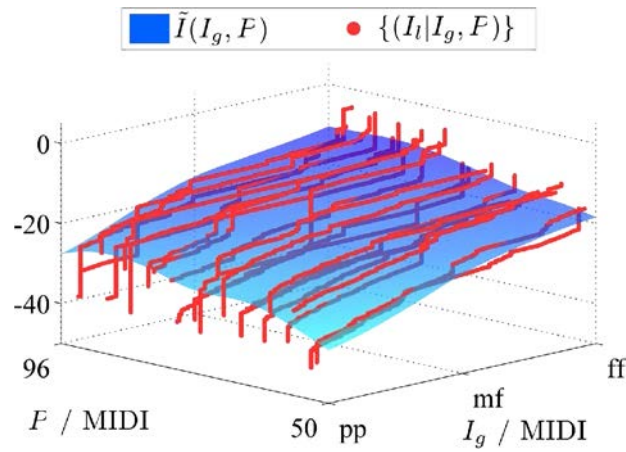 Ĩ(I_g, P) {(I_l|I_g, P)}
0
-20
-40
96
ff
mf
50 pp
P / MIDI
I_g / MIDI